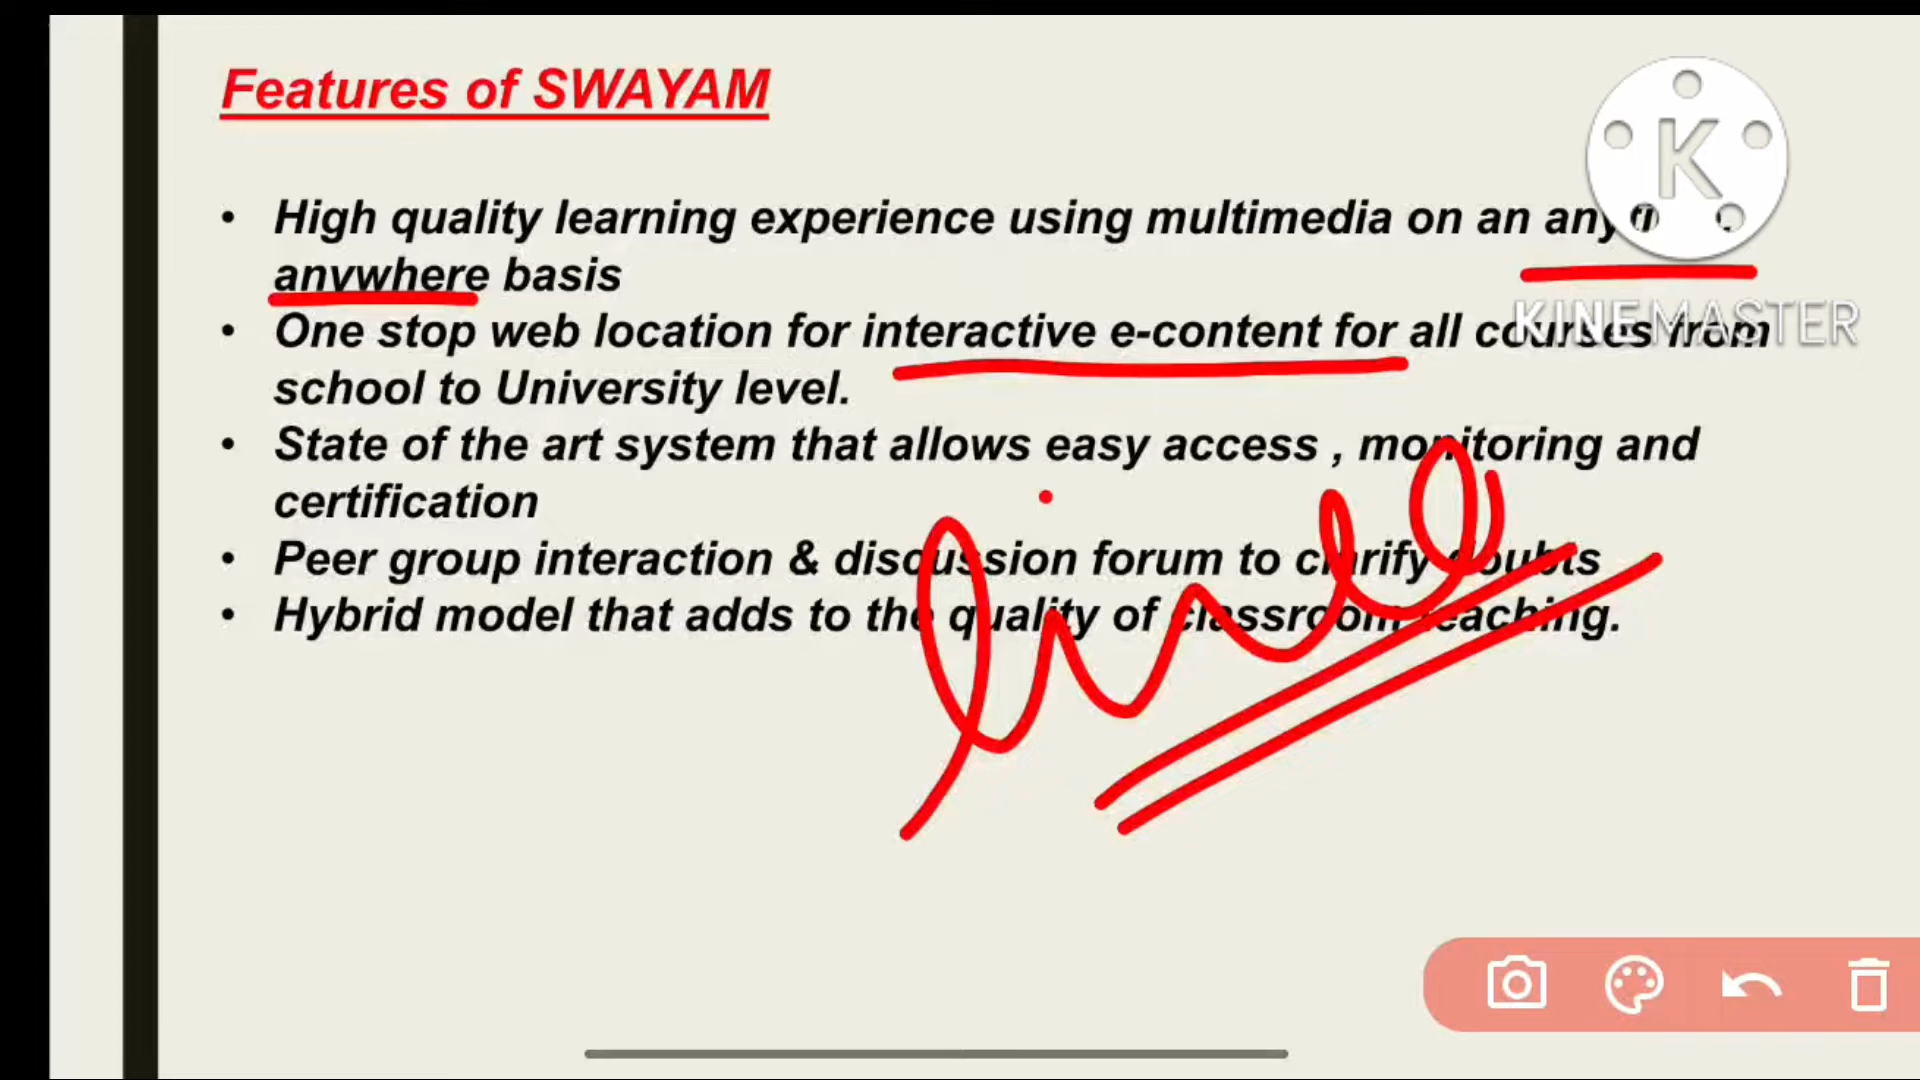 Features of SWAYAM
• High quality learning experience using multimedia on an
anywhere basis
• One stop web location for interactive e-content for all courses from
school to University level.
• State of the art system that allows easy access , monitoring and
certification
• Peer group interaction & discussion forum to clarify doubts
• Hybrid model that adds to the quality of classroom teaching.
K
KINEMASTER
live